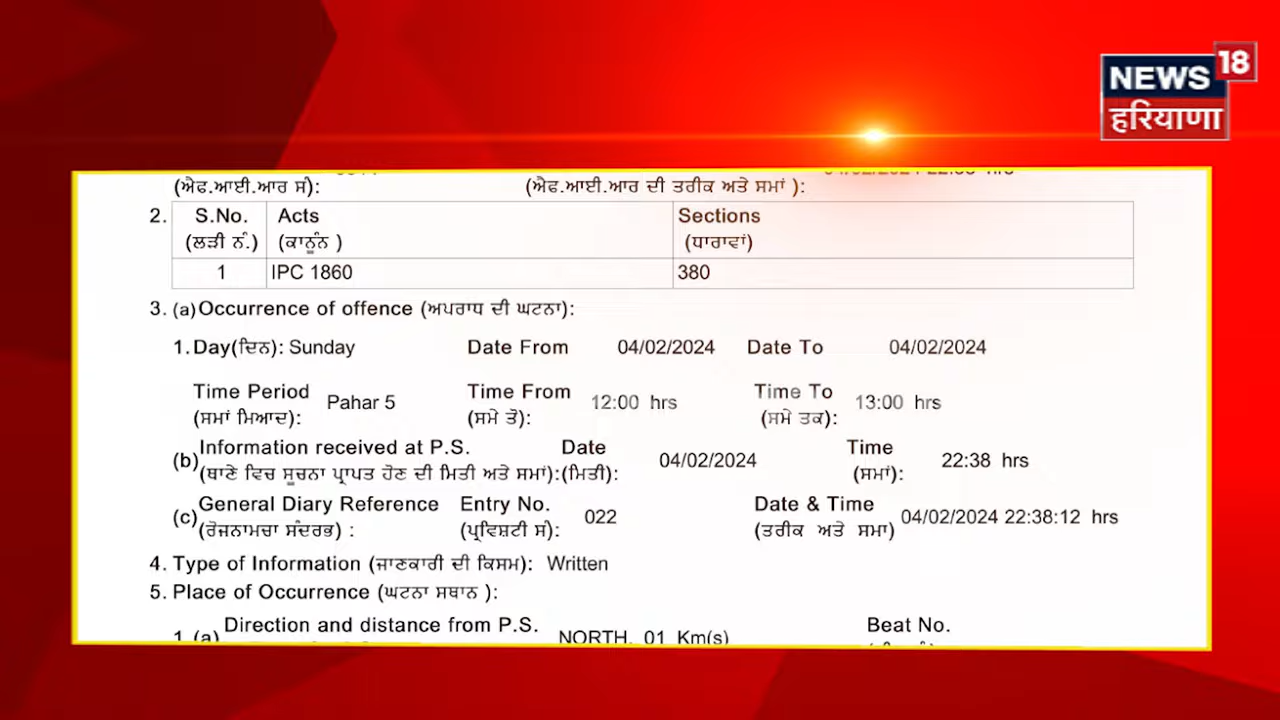 NEWS 18
हरियाणा
(ਐਫ.ਆਈ.ਆਰ ਸੰ): (ਐਫ.ਆਈ.ਆਰ ਦੀ ਤਰੀਕ ਅਤੇ ਸਮਾਂ ):
2. S.No. Acts Sections
(ਲੜੀ ਨੰ.) (ਕਾਨੂੰਨ ) (ਧਾਰਾਵਾਂ)
1 IPC 1860 380
3. (a) Occurrence of offence (ਅਪਰਾਧ ਦੀ ਘਟਨਾ):
1. Day(ਦਿਨ): Sunday Date From 04/02/2024 Date To 04/02/2024
Time Period Pahar 5 Time From 12:00 hrs Time To 13:00 hrs
(ਸਮਾਂ ਮਿਆਦ): (ਸਮੇ ਤੋਂ): (ਸਮੇ ਤਕ):
(b) Information received at P.S. Date 04/02/2024 Time 22:38 hrs
(ਥਾਣੇ ਵਿਚ ਸੂਚਨਾ ਪ੍ਰਾਪਤ ਹੋਣ ਦੀ ਮਿਤੀ ਅਤੇ ਸਮਾਂ): (ਮਿਤੀ): (ਸਮਾਂ):
(c) General Diary Reference Entry No. 022 Date & Time 04/02/2024 22:38:12 hrs
(ਰੋਜਨਾਮਚਾ ਸੰਦਰਭ) : (ਪ੍ਰਵਿਸ਼ਟੀ ਸੰ): (ਤਰੀਕ ਅਤੇ ਸਮਾ)
4. Type of Information (ਜਾਣਕਾਰੀ ਦੀ ਕਿਸਮ): Written
5. Place of Occurrence (ਘਟਨਾ ਸਥਾਨ ):
1. (a) Direction and distance from P.S. NORTH, 01 Km(s) Beat No.